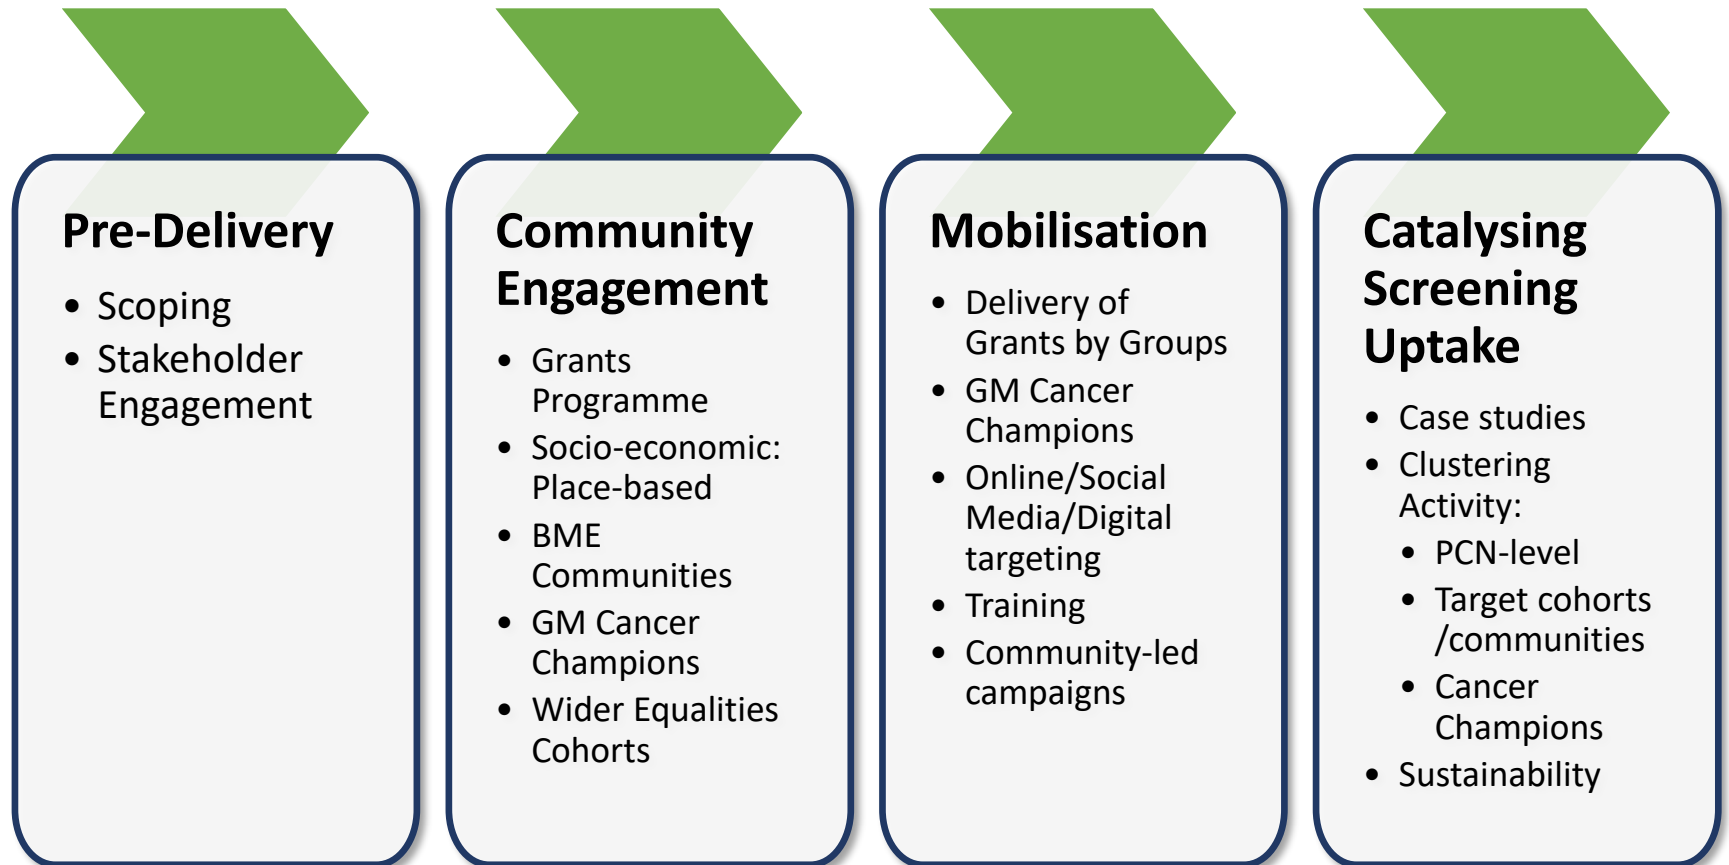 Pre-Delivery
• Scoping
• Stakeholder
Engagement
Community
Engagement
• Grants
Programme
• Socio-economic:
Place-based
• BME
Communities
• GM Cancer
Champions
• Wider Equalities
Cohorts
Mobilisation
• Delivery of
Grants by Groups
• GM Cancer
Champions
• Online/Social
Media/Digital
targeting
• Training
• Community-led
campaigns
Catalysing
Screening
Uptake
• Case studies
• Clustering
Activity:
• PCN-level
• Target cohorts
/communities
• Cancer
Champions
• Sustainability